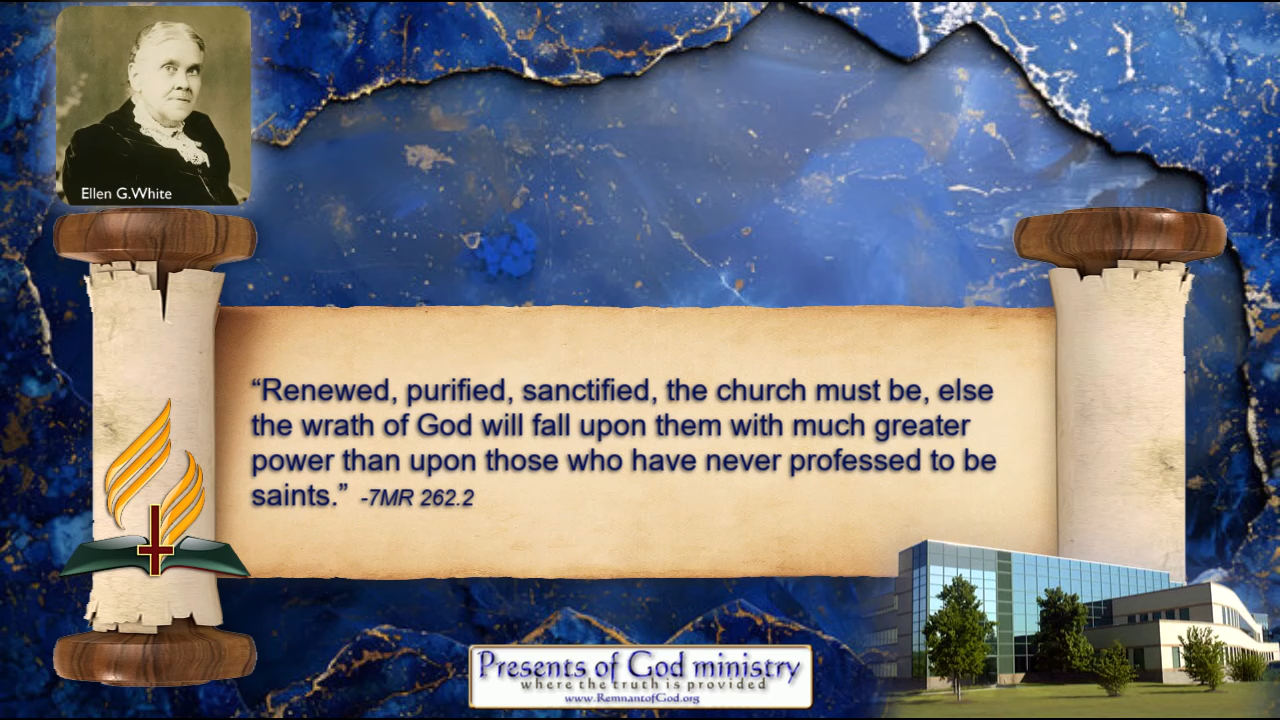 Ellen G.White
“Renewed, purified, sanctified, the church must be, else
the wrath of God will fall upon them with much greater
power than upon those who have never professed to be
saints.” -7MR 262.2
Presents of God ministry
where the truth is provided
www.RemnantofGod.org